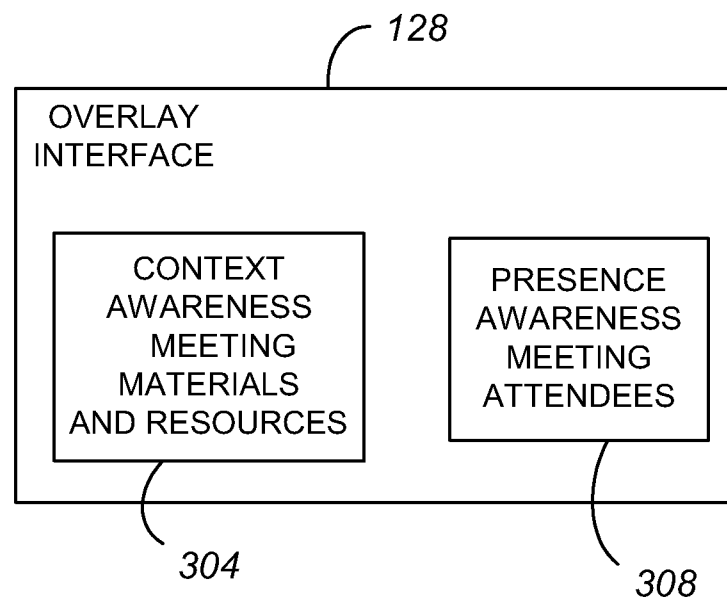 128
OVERLAY
INTERFACE
CONTEXT
AWARENESS
MEETING
MATERIALS
AND RESOURCES
PRESENCE
AWARENESS
MEETING
ATTENDEES
304
308